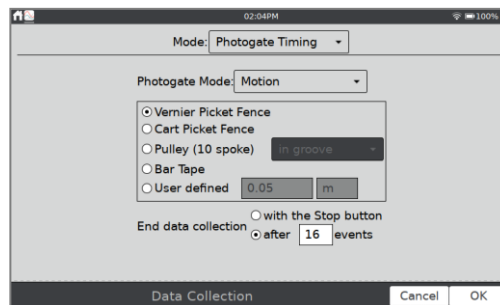 02:04PM 100%
Mode: Photogate Timing
Photogate Mode: Motion
Vernier Picket Fence
Cart Picket Fence
Pulley (10 spoke) in groove
Bar Tape
User defined 0.05 m
with the Stop button
End data collection
after 16 events
Data Collection Cancel OK